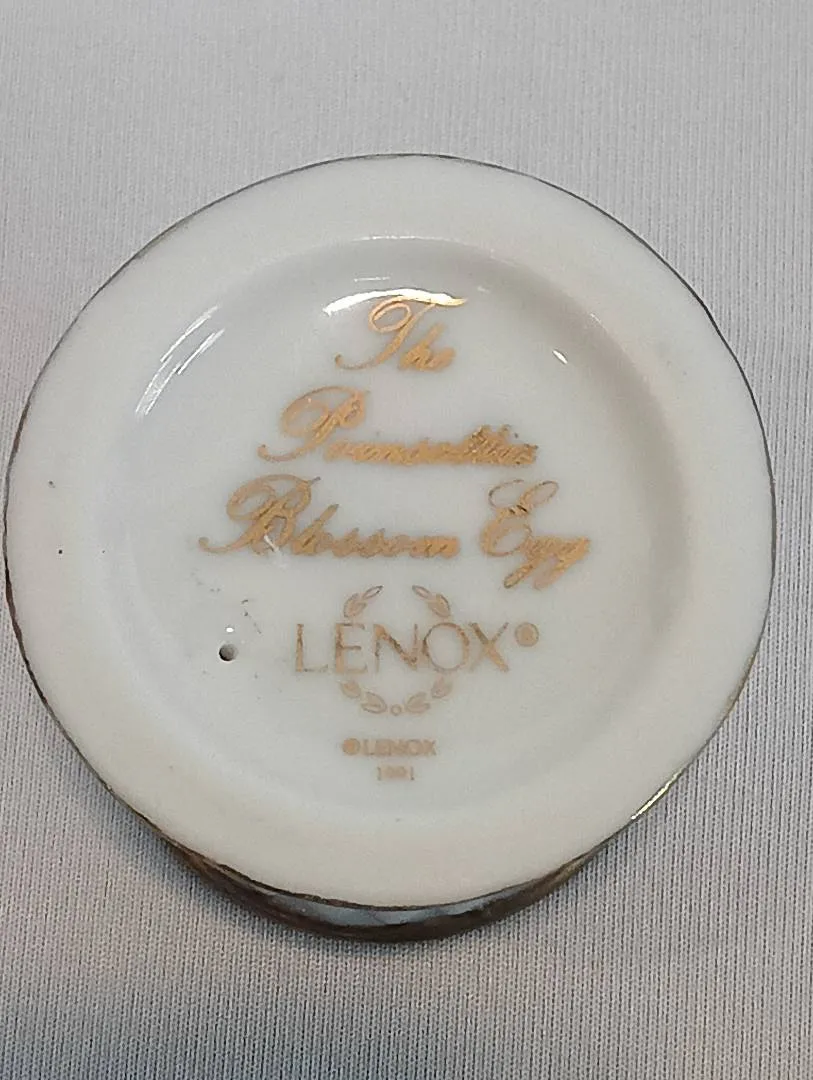 The
Poinsettia
Blossom Egg
LENOX®
©LENOX
1991